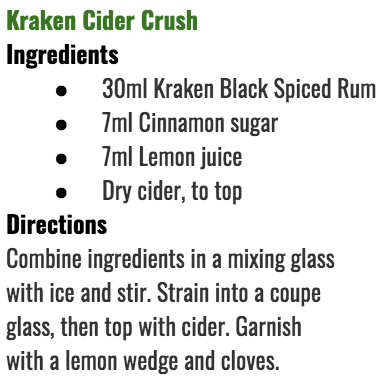 Kraken Cider Crush
Ingredients
● 30ml Kraken Black Spiced Rum
● 7ml Cinnamon sugar
● 7ml Lemon juice
● Dry cider, to top
Directions
Combine ingredients in a mixing glass
with ice and stir. Strain into a coupe
glass, then top with cider. Garnish
with a lemon wedge and cloves.